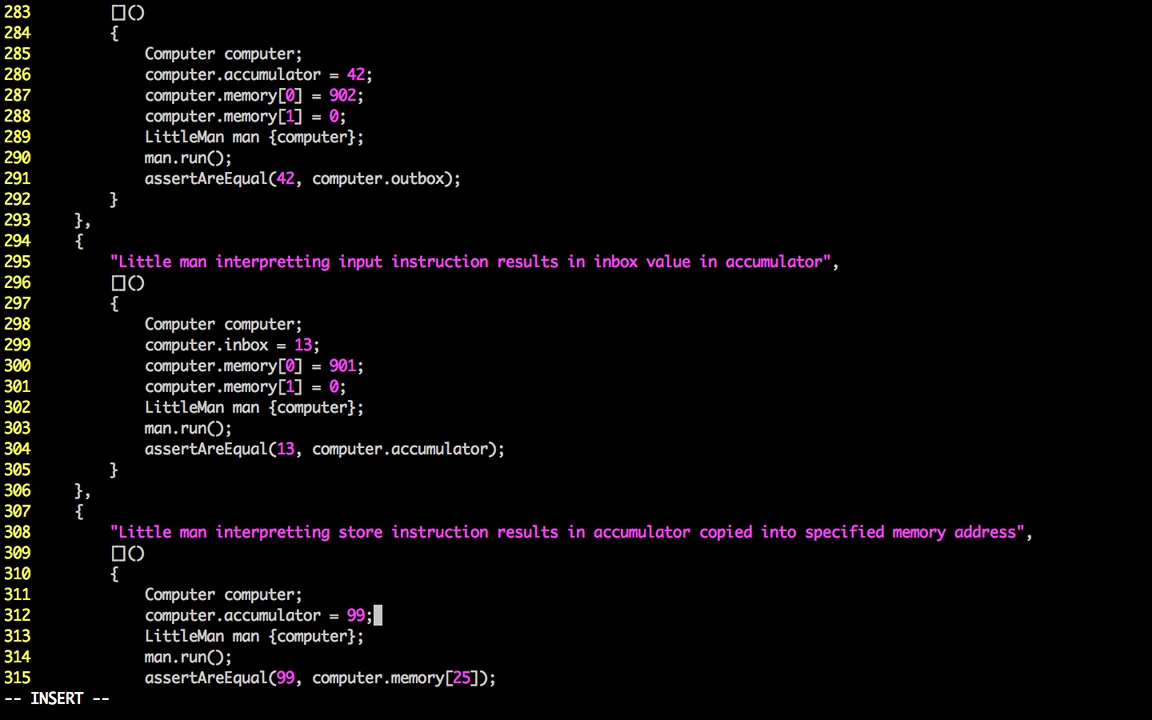 283         []()
284         {
285             Computer computer;
286             computer.accumulator = 42;
287             computer.memory[0] = 902;
288             computer.memory[1] = 0;
289             LittleMan man {computer};
290             man.run();
291             assertAreEqual(42, computer.outbox);
292         }
293     },
294     {
295         "Little man interpretting input instruction results in inbox value in accumulator",
296         []()
297         {
298             Computer computer;
299             computer.inbox = 13;
300             computer.memory[0] = 901;
301             computer.memory[1] = 0;
302             LittleMan man {computer};
303             man.run();
304             assertAreEqual(13, computer.accumulator);
305         }
306     },
307     {
308         "Little man interpretting store instruction results in accumulator copied into specified memory address",
309         []()
310         {
311             Computer computer;
312             computer.accumulator = 99;
313             LittleMan man {computer};
314             man.run();
315             assertAreEqual(99, computer.memory[25]);
-- INSERT --